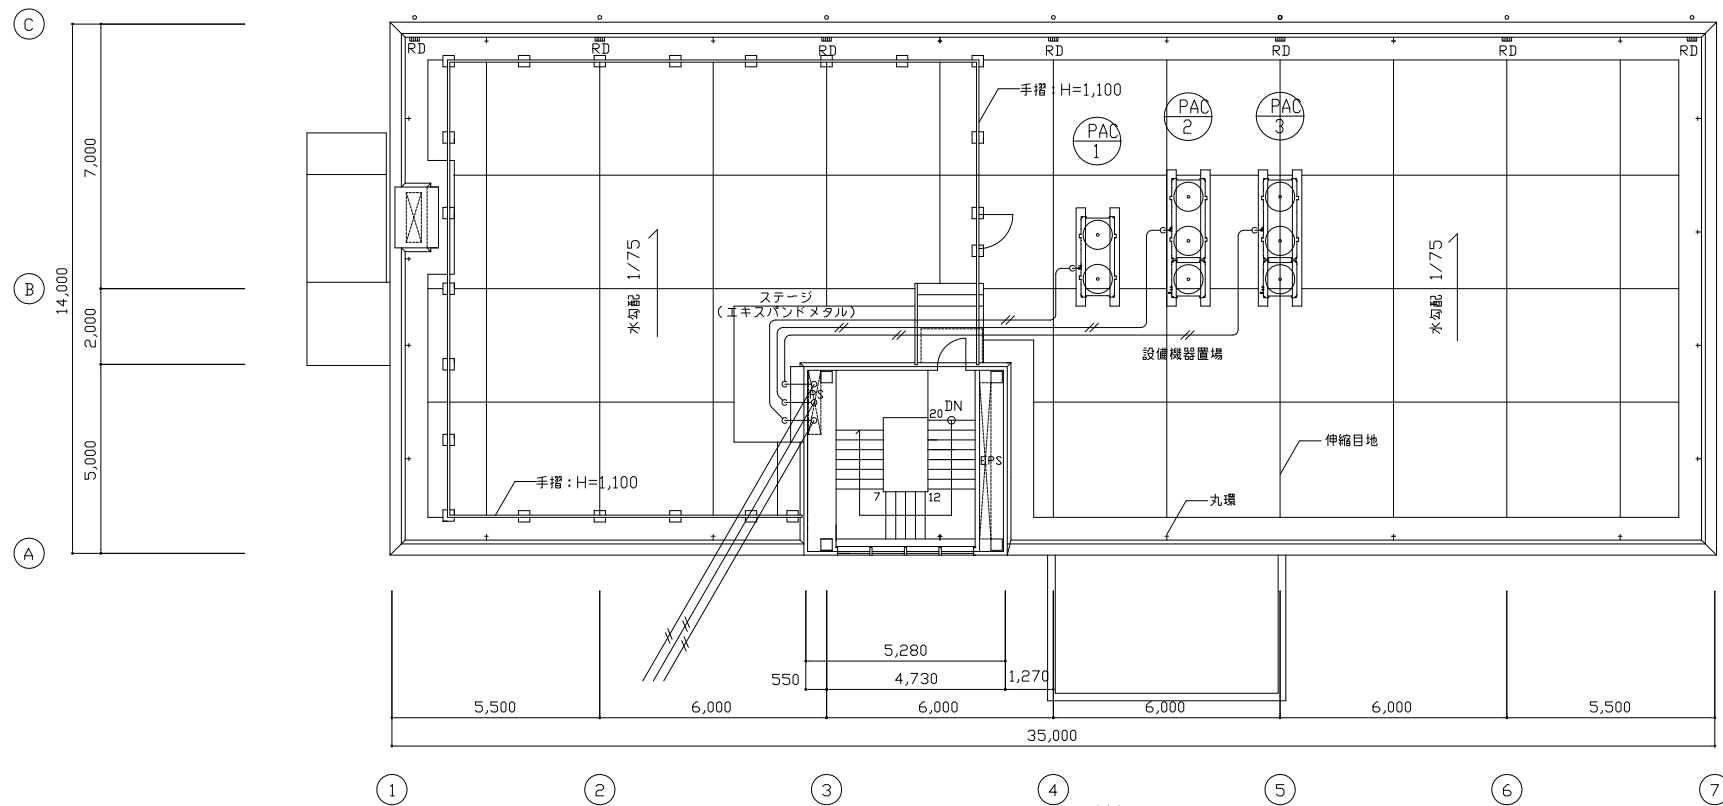 C
RD
RD
RD
RD
RD
RD
RD
手摺：H=1,100
PAC
1
PAC
2
PAC
3
7,000
14,000
水勾配 1/75
水勾配 1/75
B
ステージ
（エキスパンドメタル）
2,000
設備機器置場
PS
20
DN
5,000
EPS
伸縮目地
手摺：H=1,100
7
12
丸環
A
5,280
550
4,730
1,270
5,500
6,000
6,000
6,000
6,000
5,500
35,000
1
2
3
4
5
6
7